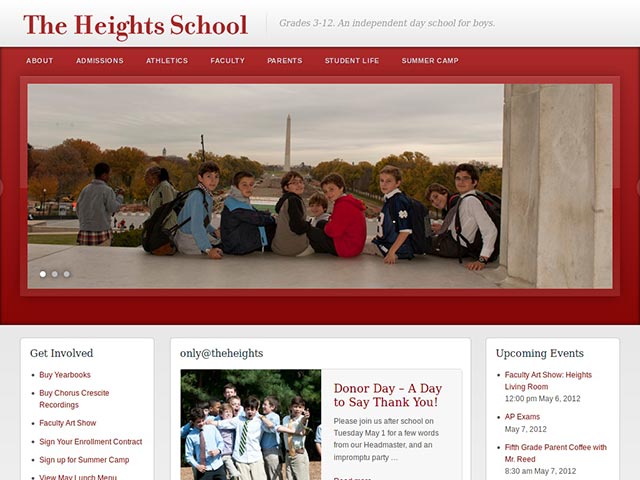 The Heights School
Grades 3-12. An independent day school for boys.
ABOUT ADMISSIONS ATHLETICS FACULTY PARENTS STUDENT LIFE SUMMER CAMP
Get Involved
Buy Yearbooks
Buy Chorus Crescite
Recordings
Faculty Art Show
Sign Your Enrollment Contract
Sign up for Summer Camp
View May Lunch Menu
only@theheights
Donor Day – A Day
to Say Thank You!
Please join us after school on
Tuesday May 1 for a few words
from our Headmaster, and an
impromptu party …
Read more
Upcoming Events
Faculty Art Show: Heights
Living Room
12:00 pm May 6, 2012
AP Exams
May 7, 2012
Fifth Grade Parent Coffee with
Mr. Reed
8:30 am May 7, 2012